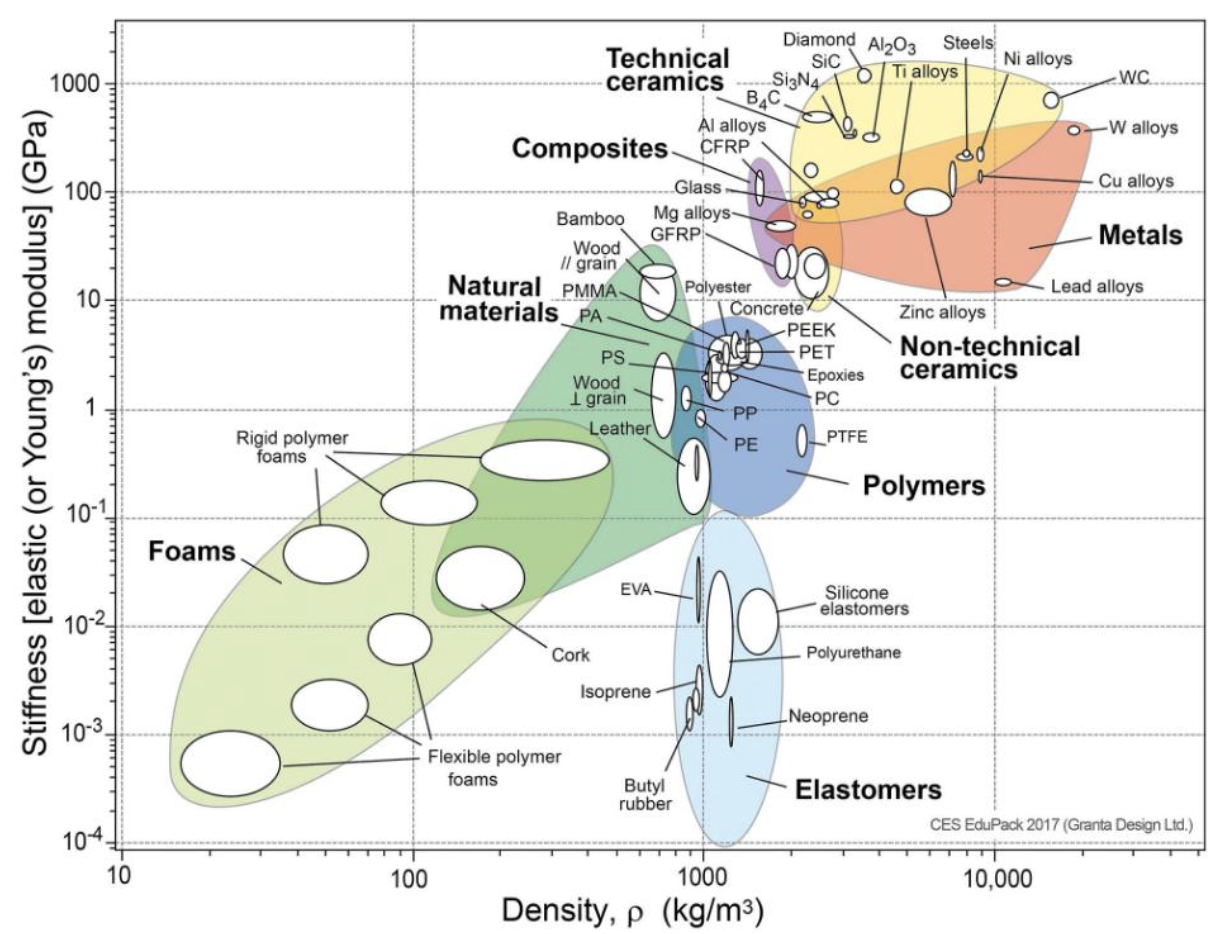 Stiffness [elastic (or Young's) modulus] (GPa)
1000
100
10
1
10-1
10-2
10-3
10-4
10
100
1000
10,000
Density, ρ (kg/m3)
Technical
ceramics
Diamond
SiC
Si3N4
B4C
Al2O3
Steels
Ti alloys
Ni alloys
WC
W alloys
Al alloys
CFRP
Composites
Glass
Cu alloys
Mg alloys
GFRP
Metals
Bamboo
Wood
// grain
Natural
materials
PMMA
PA
Polyester
Concrete
Zinc alloys
Lead alloys
PEEK
PET
Epoxies
PC
Non-technical
ceramics
PS
Wood
⊥ grain
PP
PE
PTFE
Leather
Polymers
Rigid polymer
foams
Foams
Cork
EVA
Silicone
elastomers
Polyurethane
Isoprene
Neoprene
Flexible polymer
foams
Butyl
rubber
Elastomers
CES EduPack 2017 (Granta Design Ltd.)